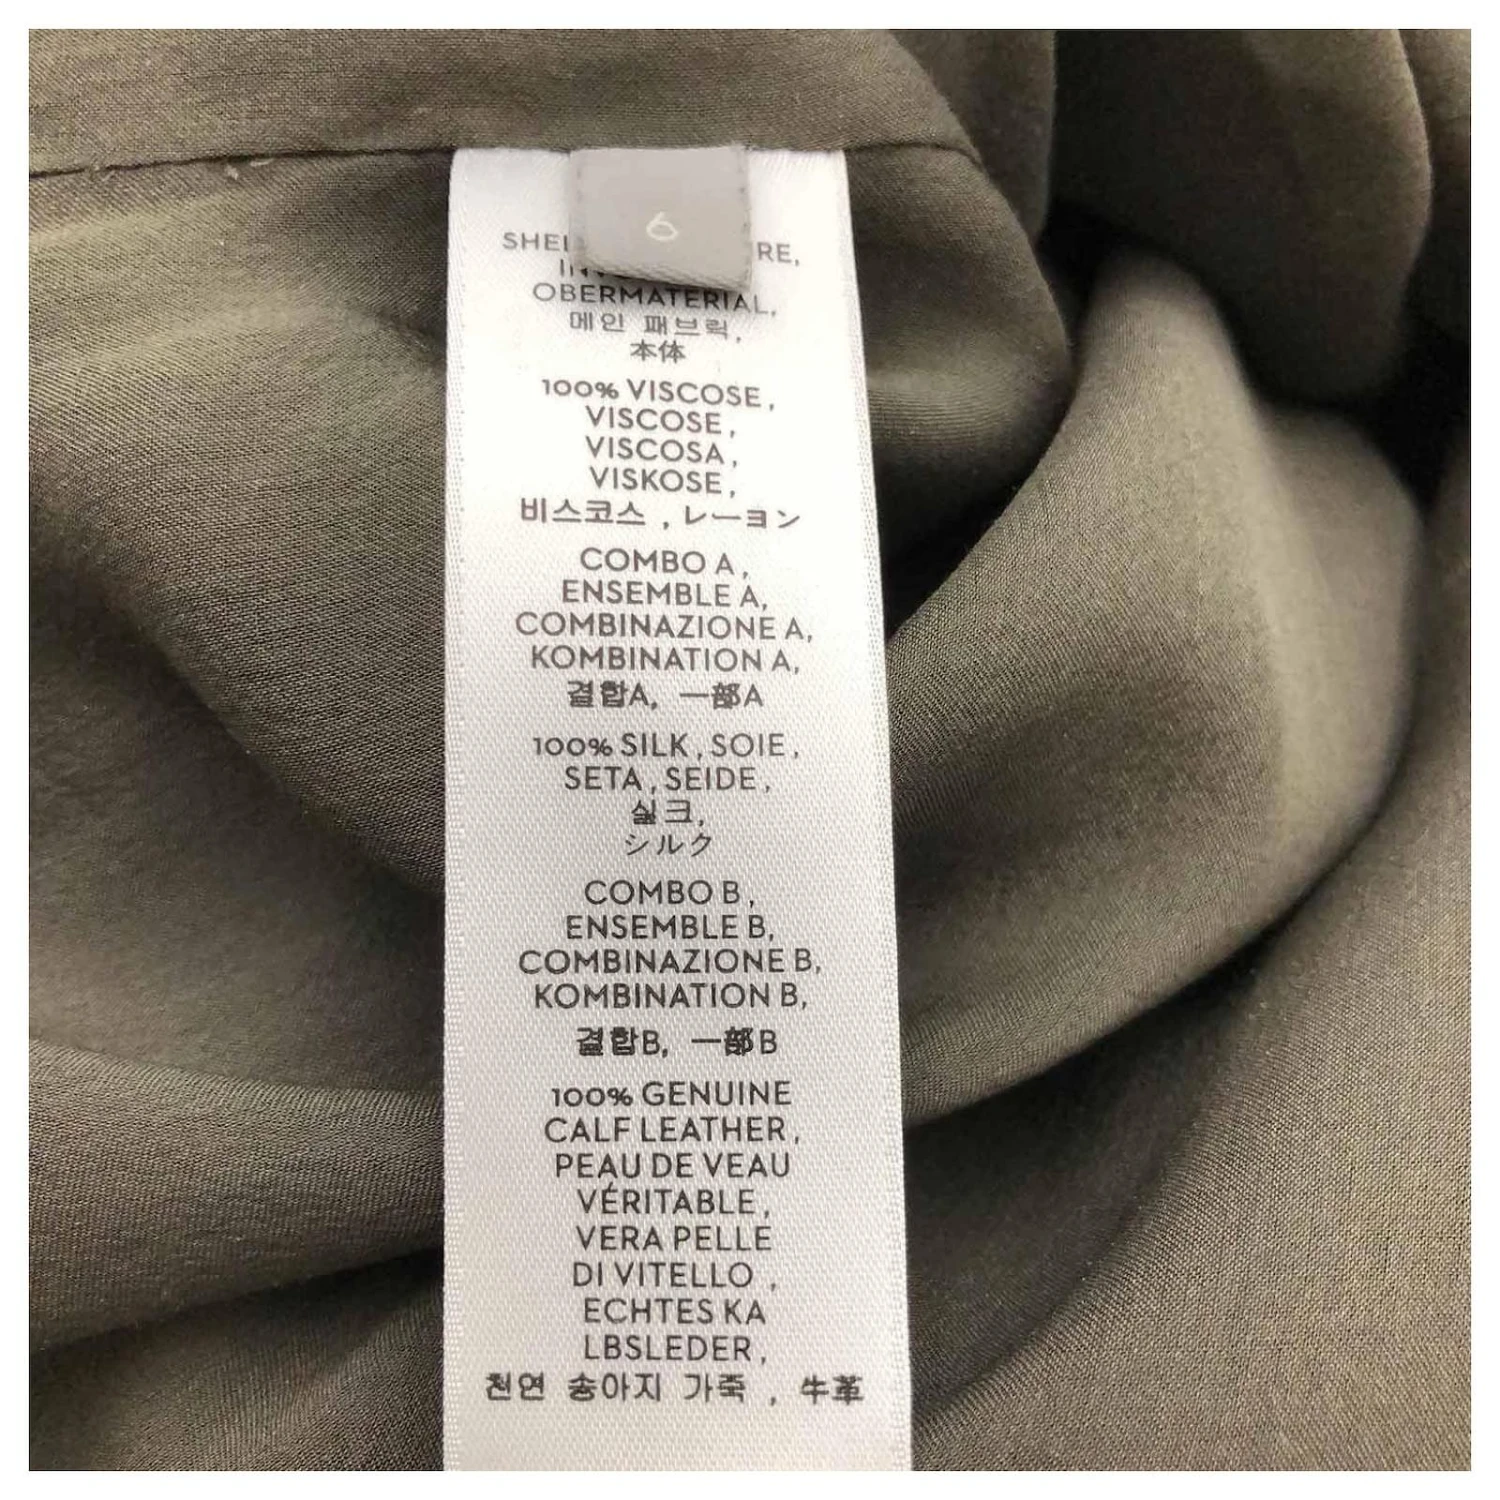 6
OBERMATERIAL,
메인 패브릭,
本体
100% VISCOSE,
VISCOSE,
VISCOSA,
VISKOSE,
비스코스 , レーヨン
COMBO A,
ENSEMBLE A,
COMBINAZIONE A,
KOMBINATION A,
결합A, 一部A
100% SILK, SOIE,
SETA, SEIDE,
실크,
シルク
COMBO B,
ENSEMBLE B,
COMBINAZIONE B,
KOMBINATION B,
결합B, 一部B
100% GENUINE
CALF LEATHER,
PEAU DE VEAU
VÉRITABLE,
VERA PELLE
DI VITELLO ,
ECHTES KA
LBSLEDER,
천연 송아지 가죽 , 牛革